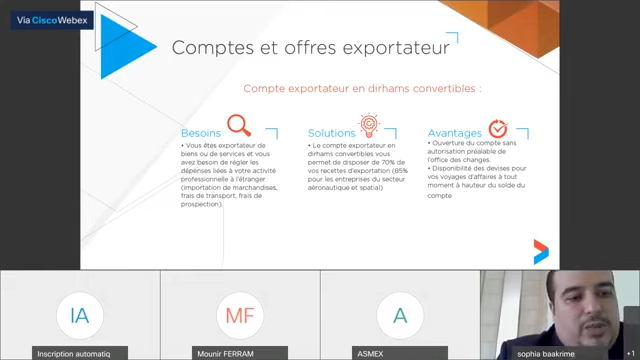 Via CiscoWebex
Comptes et offres exportateur
Compte exportateur en dirhams convertibles :
Besoins
• Vous êtes exportateur de
biens ou de services et vous
avez besoin de régler les
dépenses liées à votre activité
professionnelle à l'étranger
(importation de marchandises,
frais de transport, frais de
prospection).
Solutions
• Le compte exportateur en
dirhams convertibles vous
permet de disposer de 70% de
vos recettes d'exportation (85%
pour les entreprises du secteur
aéronautique et spatial)
Avantages
• Ouverture du compte sans
autorisation préalable de
l'office des changes.
• Disponibilité des devises pour
vos voyages d'affaires à tout
moment à hauteur du solde du
compte
IA
MF
A
Inscription automatiq
Mounir FERRAM
ASMEX
sophia baakrime
+1